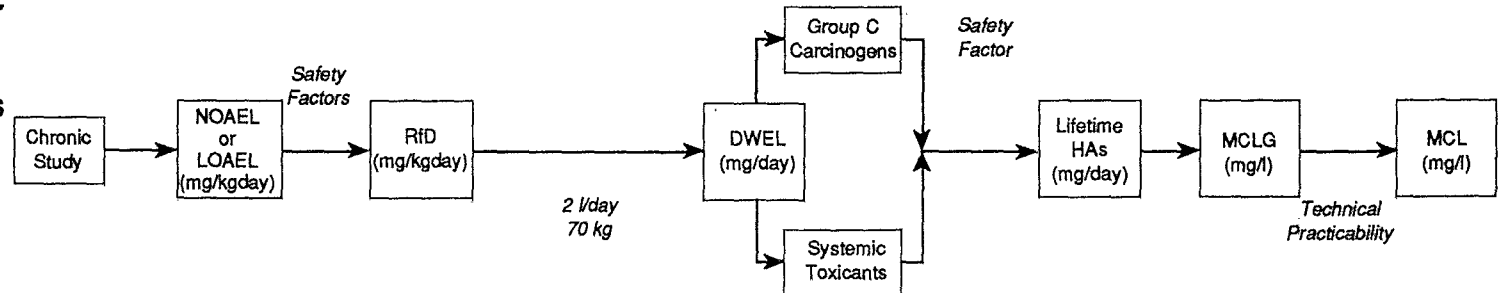 Chronic
Study
NOAEL
or
LOAEL
(mg/kgday)
Safety
Factors
RfD
(mg/kgday)
2 l/day
70 kg
DWEL
(mg/day)
Group C
Carcinogens
Systemic
Toxicants
Safety
Factor
Lifetime
HAs
(mg/day)
MCLG
(mg/l)
Technical
Practicability
MCL
(mg/l)